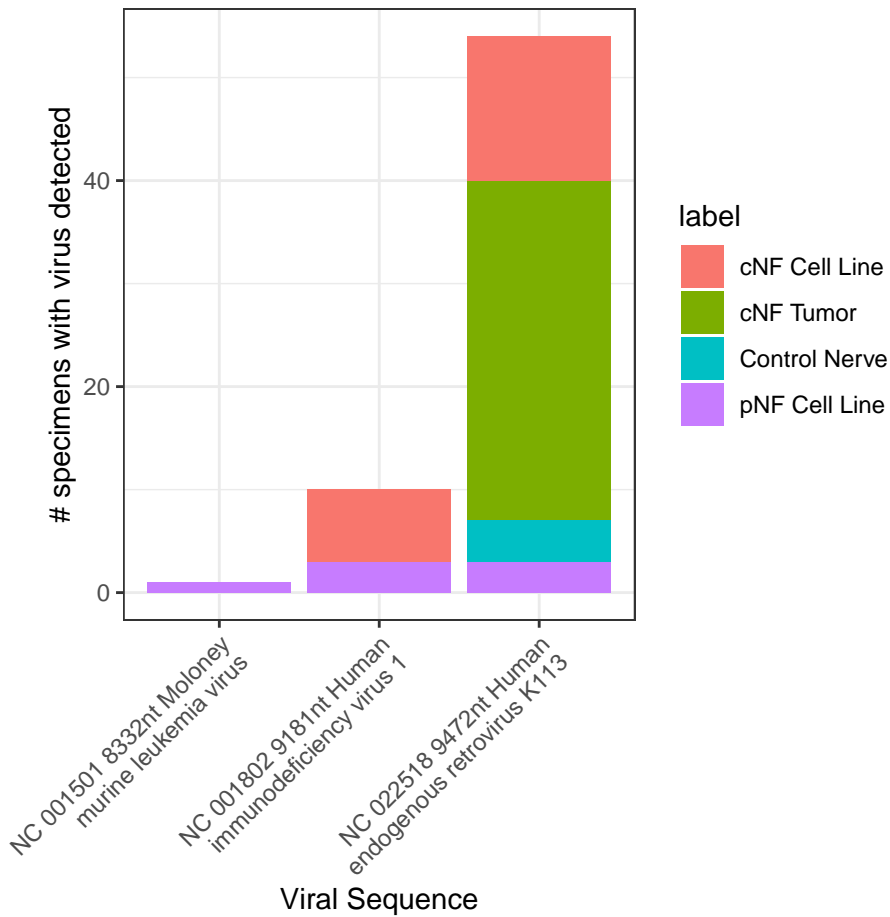 # specimens with virus detected
40
20
0
NC 001501 8332nt Moloney
murine leukemia virus
NC 001802 9181nt Human
immunodeficiency virus 1
NC 022518 9472nt Human
endogenous retrovirus K113
Viral Sequence
label
cNF Cell Line
cNF Tumor
Control Nerve
pNF Cell Line